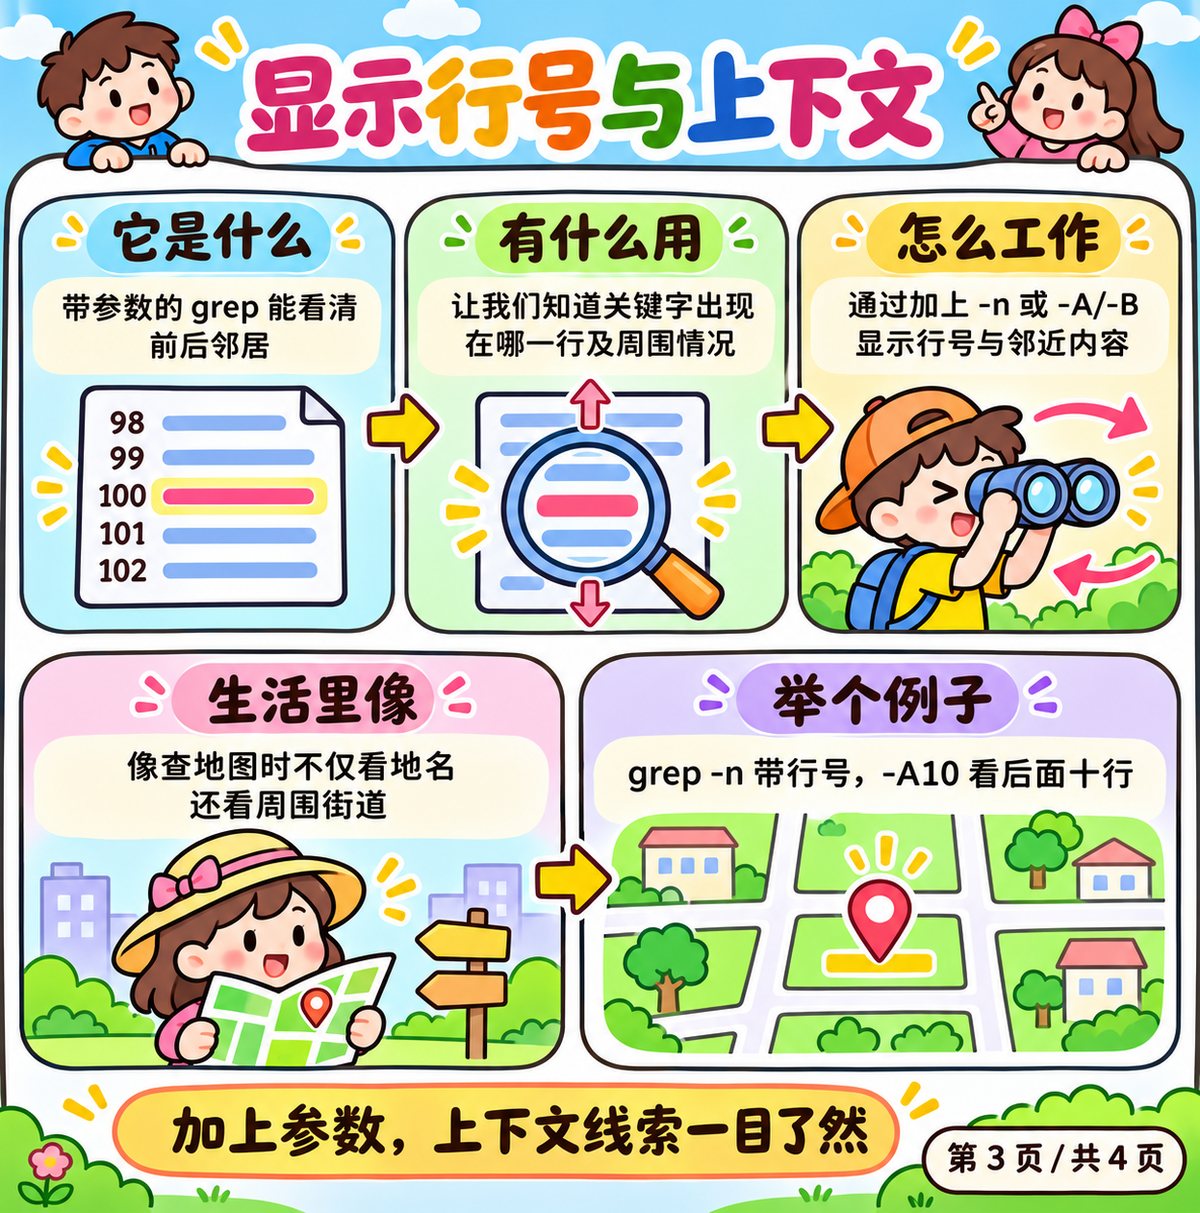 显示行号与上下文
它是什么
带参数的 grep 能看清
前后邻居
98
99
100
101
102
有什么用
让我们知道关键字出现
在哪一行及周围情况
怎么工作
通过加上 -n 或 -A/-B
显示行号与邻近内容
生活里像
像查地图时不仅看地名
还看周围街道
举个例子
grep -n 带行号，-A10 看后面十行
加上参数，上下文线索一目了然
第 3 页 / 共 4 页